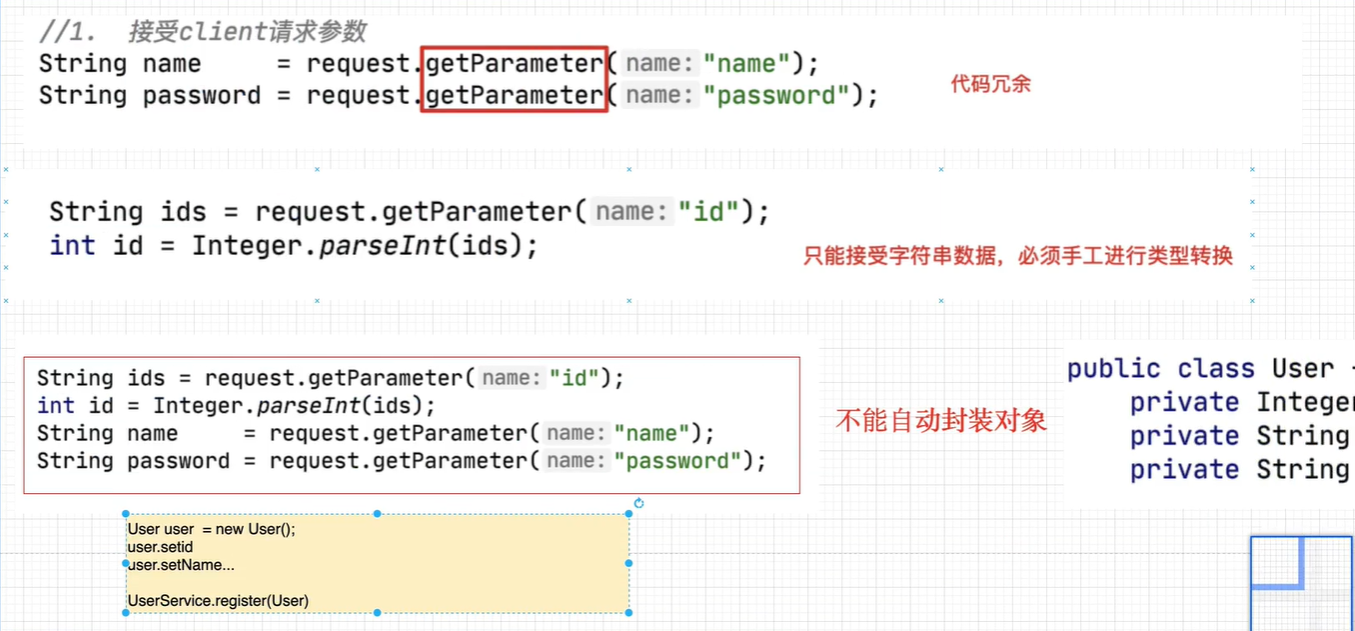 //1. 接受client请求参数
String name     = request.getParameter( name: "name");
String password = request.getParameter( name: "password");
代码冗余
String ids = request.getParameter( name: "id");
int id = Integer.parseInt(ids);
只能接受字符串数据，必须手工进行类型转换
String ids = request.getParameter( name: "id");
int id = Integer.parseInt(ids);
String name     = request.getParameter( name: "name");
String password = request.getParameter( name: "password");
不能自动封装对象
public class User
private Integer
private String
private String
User user  = new User();
user.setid
user.setName...
UserService.register(User)